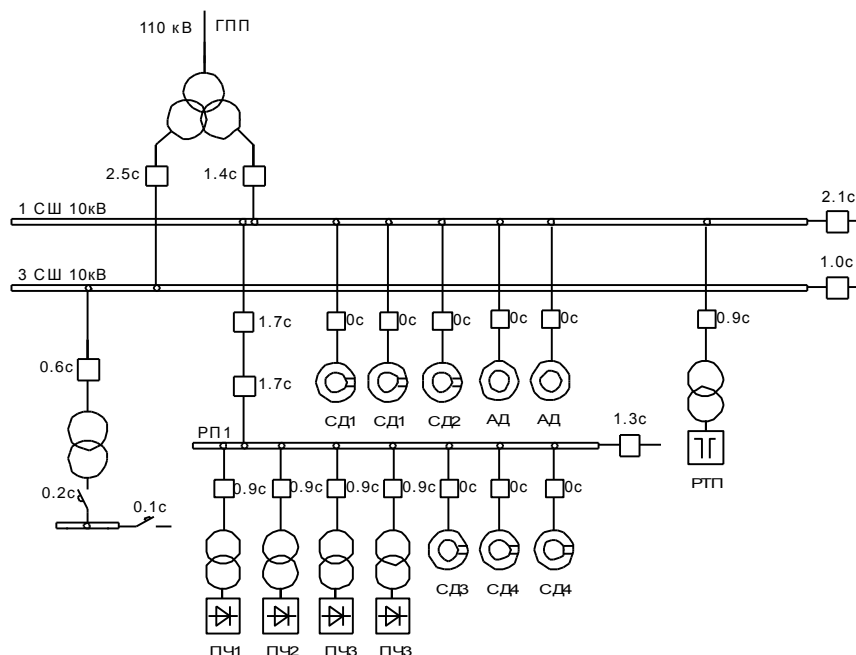 110 кВ ГПП
2.5с 1.4с
1 СШ 10кВ 2.1с
3 СШ 10кВ 1.0с
1.7с 0с 0с 0с 0с 0с 0.9с
0.6с
1.7с
СД1 СД1 СД2 АД АД
РП1 1.3с
РТП
0.2с 0.1с 0.9с 0.9с 0.9с 0.9с 0с 0с 0с
СД3 СД4 СД4
ПЧ1 ПЧ2 ПЧ3 ПЧ3